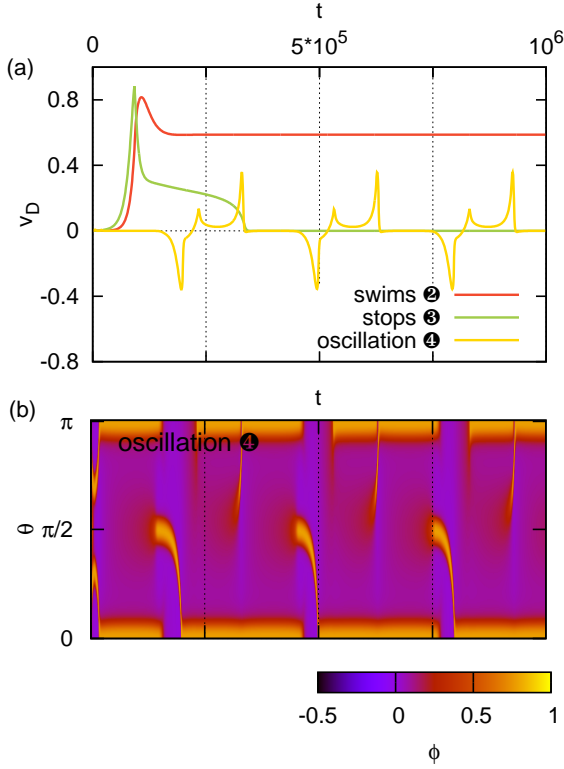 t
0 5*10^5 10^6
(a)
0.8
0.4
0
-0.4
-0.8
v_D
swims ❷
stops ❸
oscillation ❹
t
(b)
π
π/2
0
θ
oscillation ❹
-0.5 0 0.5 1
ϕ